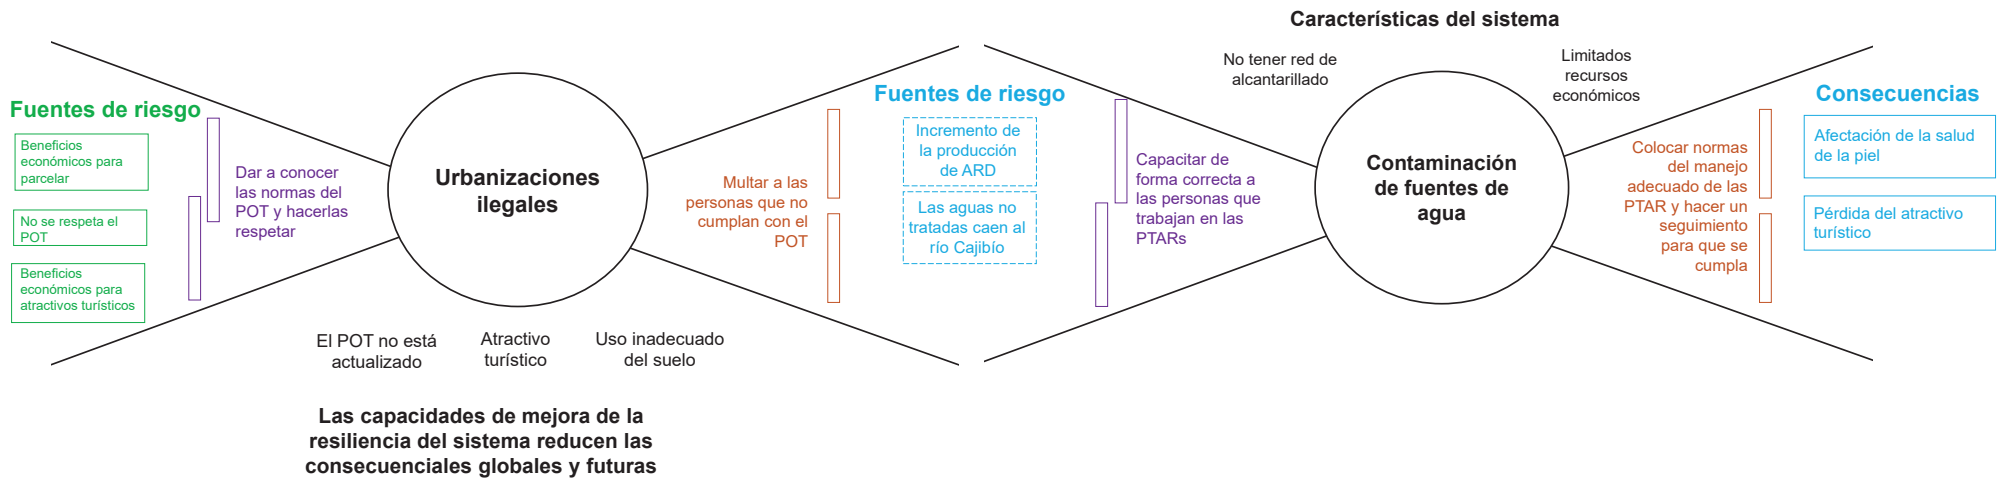 Fuentes de riesgo
Beneficios
económicos para
parcelar
No se respeta el
POT
Beneficios
económicos para
atractivos turísticos
Dar a conocer
las normas del
POT y hacerlas
respetar
Urbanizaciones
ilegales
Multar a las
personas que no
cumplan con el
POT
El POT no está
actualizado
Atractivo
turístico
Uso inadecuado
del suelo
Las capacidades de mejora de la
resiliencia del sistema reducen las
consecuenciales globales y futuras
Fuentes de riesgo
Incremento de
la producción
de ARD
Las aguas no
tratadas caen al
río Cajibío
Características del sistema
No tener red de
alcantarillado
Limitados
recursos
económicos
Capacitar de
forma correcta a
las personas que
trabajan en las
PTARs
Contaminación
de fuentes de
agua
Colocar normas
del manejo
adecuado de las
PTAR y hacer un
seguimiento
para que se
cumpla
Consecuencias
Afectación de la salud
de la piel
Pérdida del atractivo
turístico